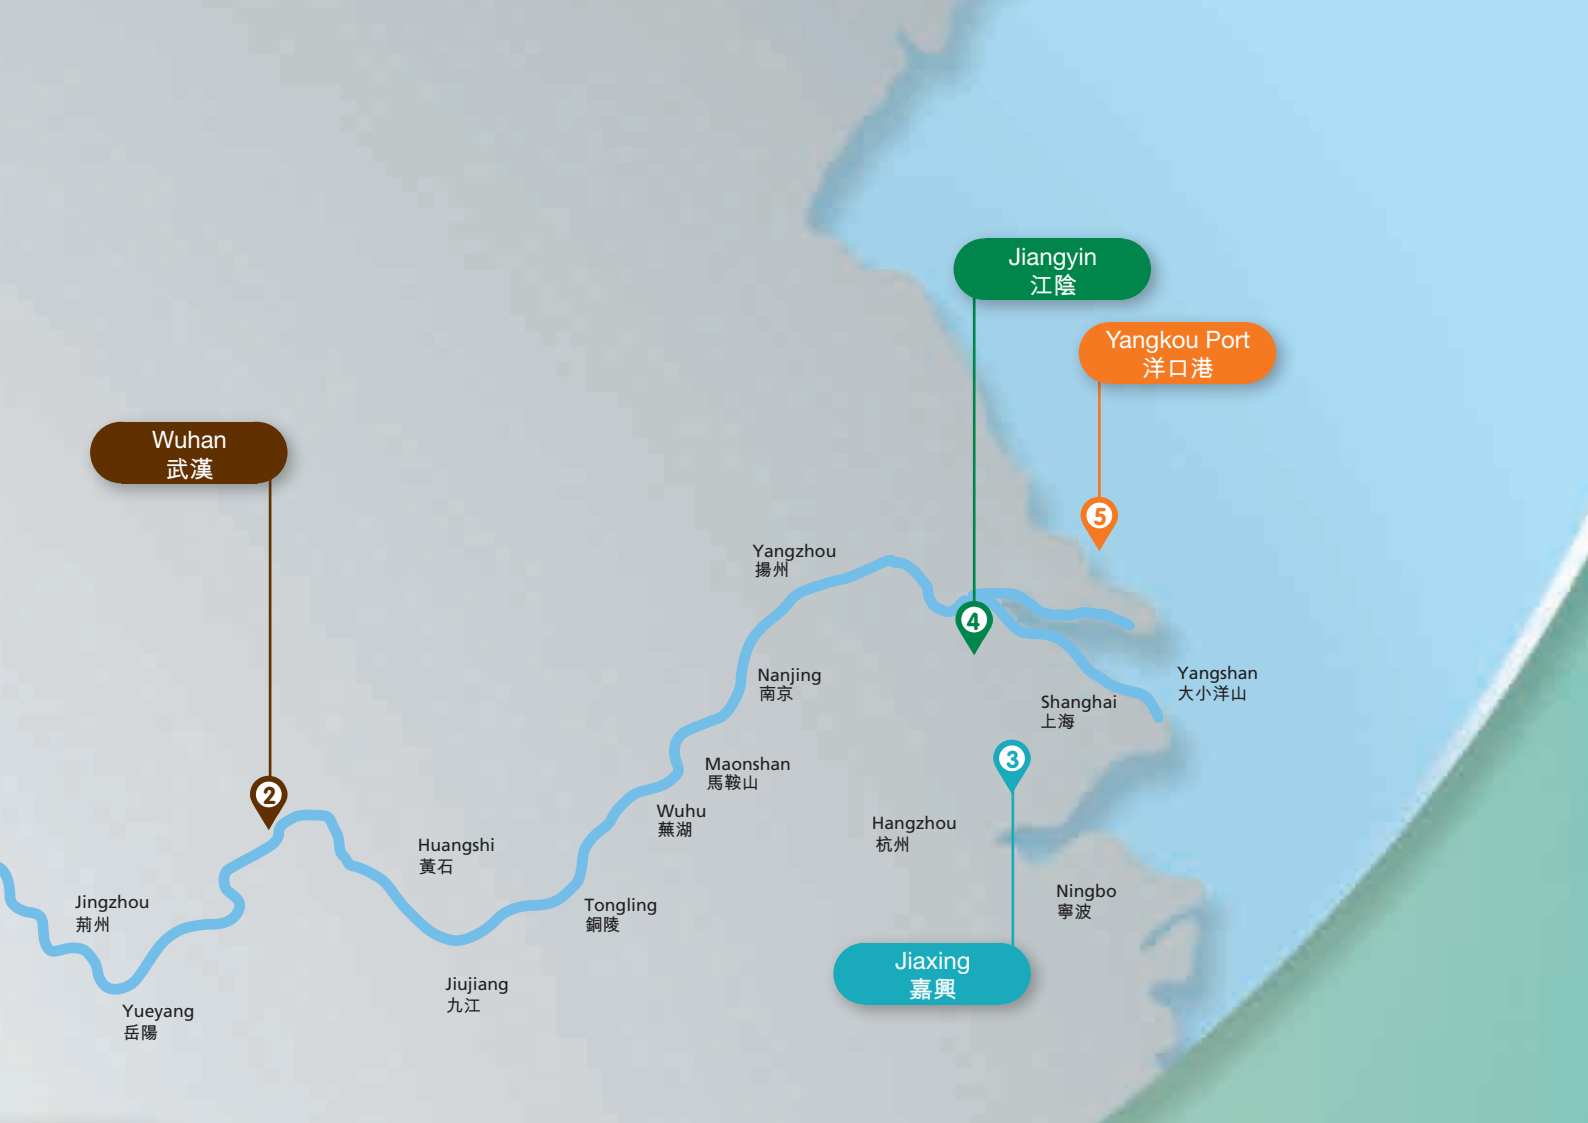 Jiangyin
江陰
Yangkou Port
洋口港
Wuhan
武漢
5
Yangzhou
揚州
4
Nanjing
南京
Yangshan
大小洋山
Shanghai
上海
3
Maonshan
馬鞍山
2
Wuhu
蕪湖
Hangzhou
杭州
Huangshi
黃石
Ningbo
寧波
Jingzhou
荊州
Tongling
銅陵
Jiaxing
嘉興
Jiujiang
九江
Yueyang
岳陽